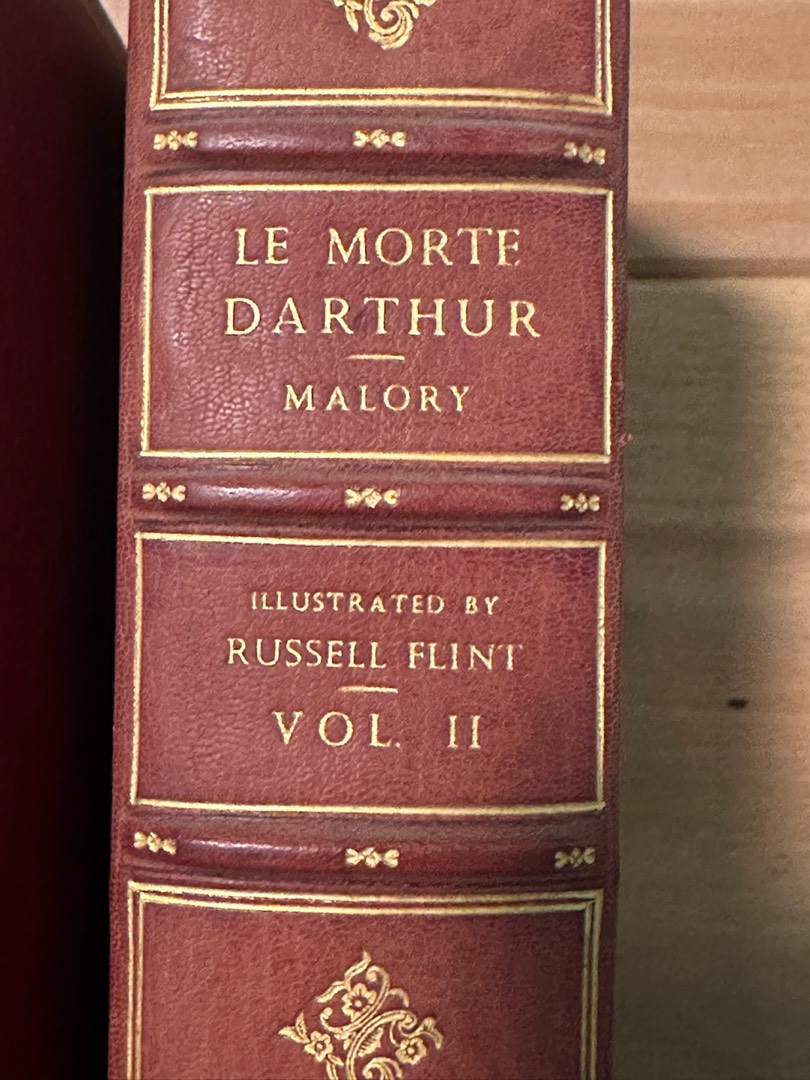 LE MORTE
DARTHUR
MALORY
ILLUSTRATED BY
RUSSELL FLINT
VOL. II